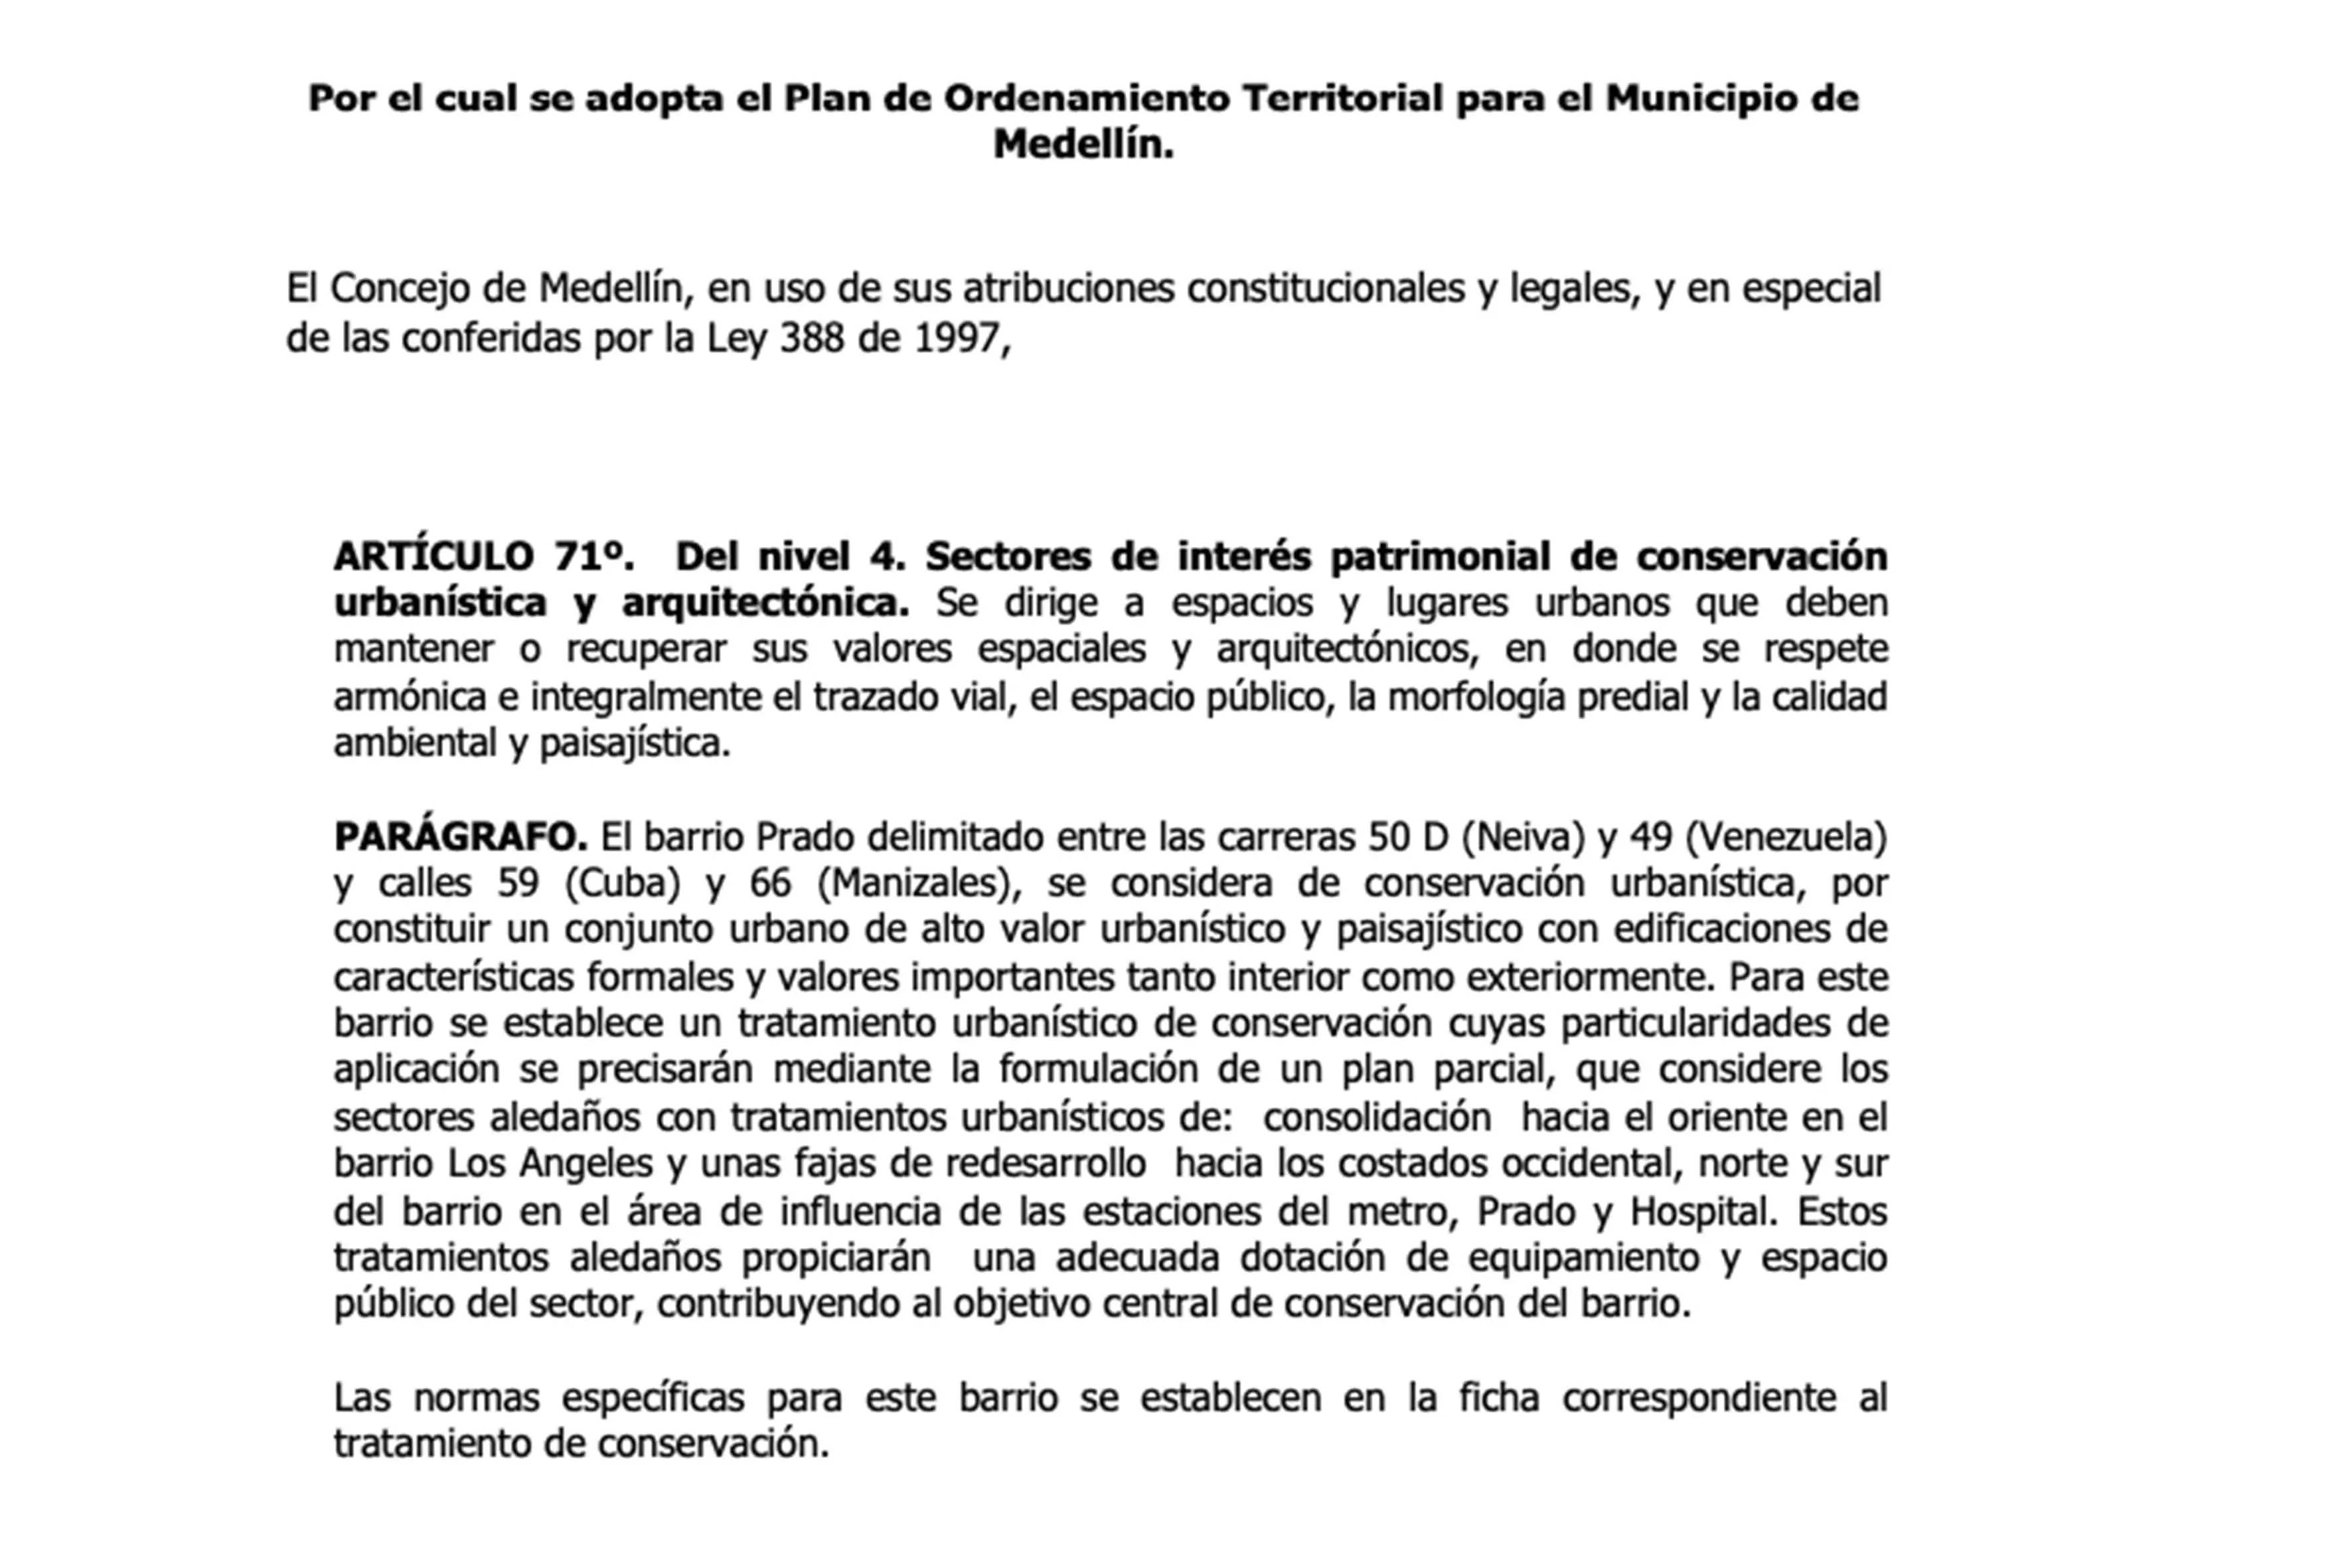 Por el cual se adopta el Plan de Ordenamiento Territorial para el Municipio de
Medellín.
El Concejo de Medellín, en uso de sus atribuciones constitucionales y legales, y en especial
de las conferidas por la Ley 388 de 1997,
ARTÍCULO 71º. Del nivel 4. Sectores de interés patrimonial de conservación
urbanística y arquitectónica. Se dirige a espacios y lugares urbanos que deben
mantener o recuperar sus valores espaciales y arquitectónicos, en donde se respete
armónica e integralmente el trazado vial, el espacio público, la morfología predial y la calidad
ambiental y paisajística.
PARÁGRAFO. El barrio Prado delimitado entre las carreras 50 D (Neiva) y 49 (Venezuela)
y calles 59 (Cuba) y 66 (Manizales), se considera de conservación urbanística, por
constituir un conjunto urbano de alto valor urbanístico y paisajístico con edificaciones de
características formales y valores importantes tanto interior como exteriormente. Para este
barrio se establece un tratamiento urbanístico de conservación cuyas particularidades de
aplicación se precisarán mediante la formulación de un plan parcial, que considere los
sectores aledaños con tratamientos urbanísticos de: consolidación hacia el oriente en el
barrio Los Angeles y unas fajas de redesarrollo hacia los costados occidental, norte y sur
del barrio en el área de influencia de las estaciones del metro, Prado y Hospital. Estos
tratamientos aledaños propiciarán una adecuada dotación de equipamiento y espacio
público del sector, contribuyendo al objetivo central de conservación del barrio.
Las normas específicas para este barrio se establecen en la ficha correspondiente al
tratamiento de conservación.